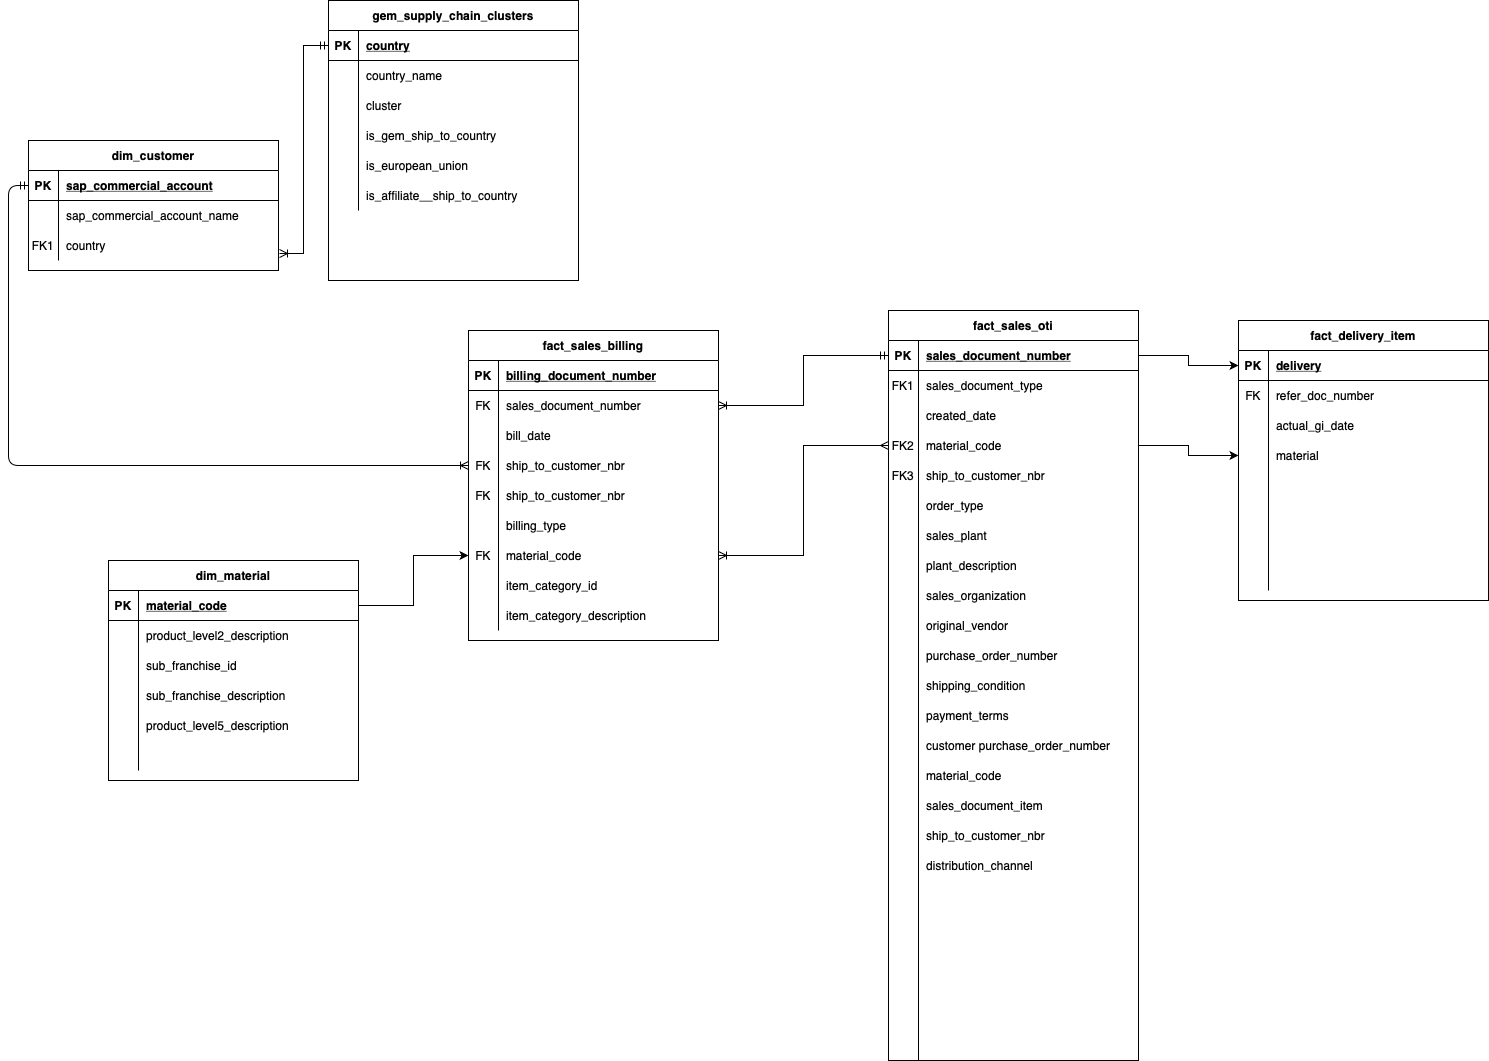 gem_supply_chain_clusters
PK country
country_name
cluster
is_gem_ship_to_country
is_european_union
is_affiliate__ship_to_country
dim_customer
PK sap_commercial_account
sap_commercial_account_name
FK1 country
fact_sales_billing
PK billing_document_number
FK sales_document_number
bill_date
FK ship_to_customer_nbr
FK ship_to_customer_nbr
billing_type
FK material_code
item_category_id
item_category_description
dim_material
PK material_code
product_level2_description
sub_franchise_id
sub_franchise_description
product_level5_description
fact_sales_oti
PK sales_document_number
FK1 sales_document_type
created_date
FK2 material_code
FK3 ship_to_customer_nbr
order_type
sales_plant
plant_description
sales_organization
original_vendor
purchase_order_number
shipping_condition
payment_terms
customer purchase_order_number
material_code
sales_document_item
ship_to_customer_nbr
distribution_channel
fact_delivery_item
PK delivery
FK refer_doc_number
actual_gi_date
material